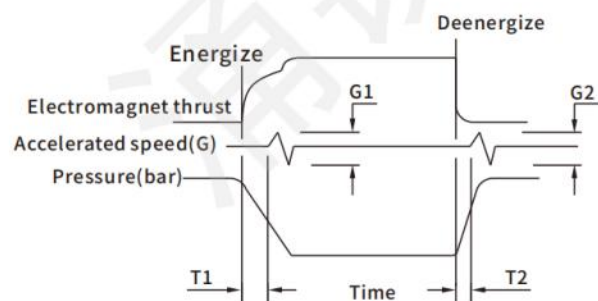 Deenergize
Energize
G1
G2
Electromagnet thrust
Accelerated speed(G)
Pressure(bar)
T1
Time
T2